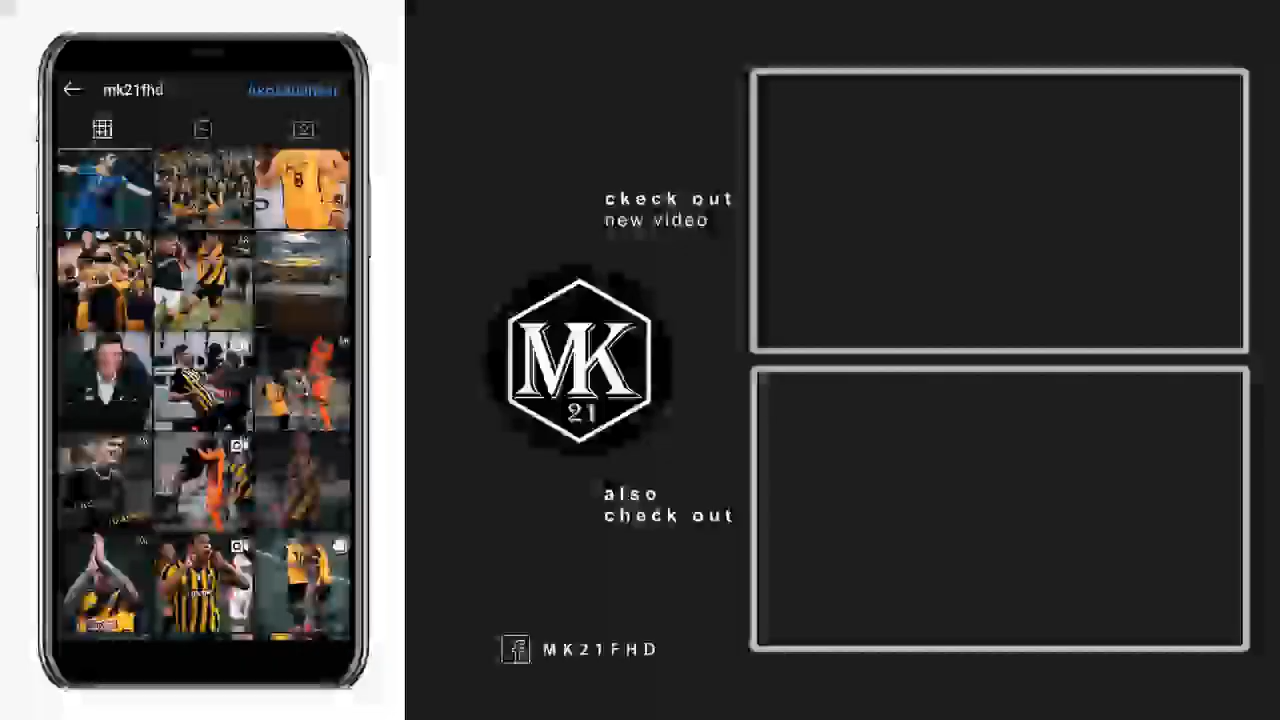 mk21fhd
ckeck out
new video
MK
21
also
check out
MK21FHD